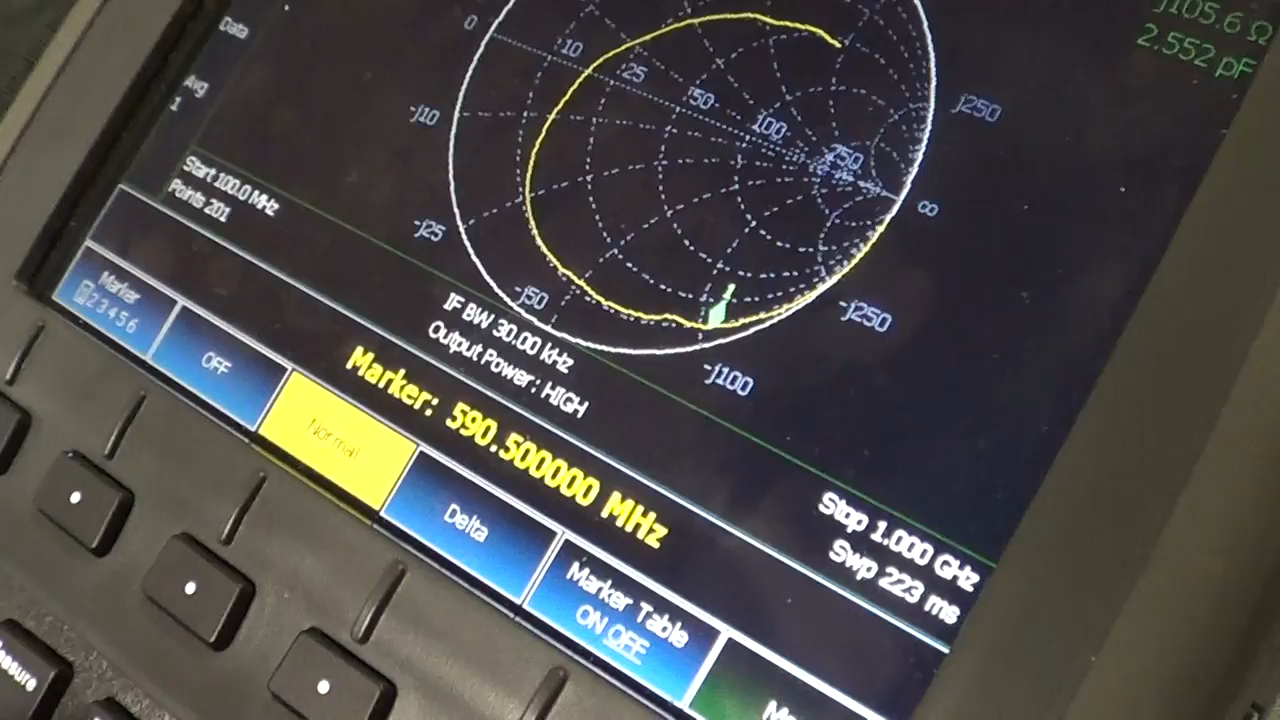 Data
Avg
1
0
10
25
50
100
250
∞
-j10
-j25
-j50
-j100
-j250
j250
j105.6 Ω
2.552 pF
Start 100.0 MHz
Points 201
IF BW 30.00 kHz
Output Power: HIGH
Stop 1.000 GHz
Swp 223 ms
Marker: 590.500000 MHz
Marker
1 2 3 4 5 6
OFF
Normal
Delta
Marker Table
ON OFF